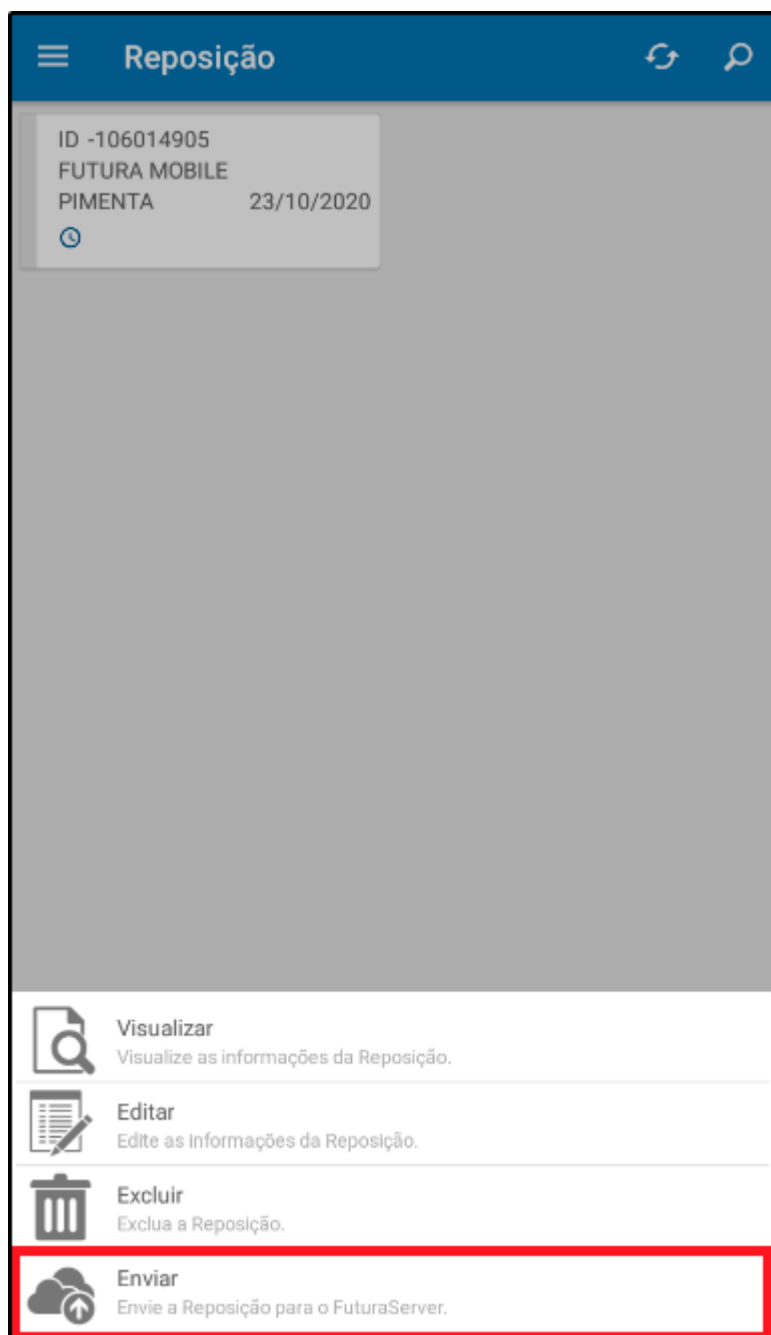 Reposição
ID -106014905
FUTURA MOBILE
PIMENTA 23/10/2020
Visualizar
Visualize as informações da Reposição.
Editar
Edite as Informações da Reposição.
Excluir
Exclua a Reposição.
Enviar
Envie a Reposição para o FuturaServer.